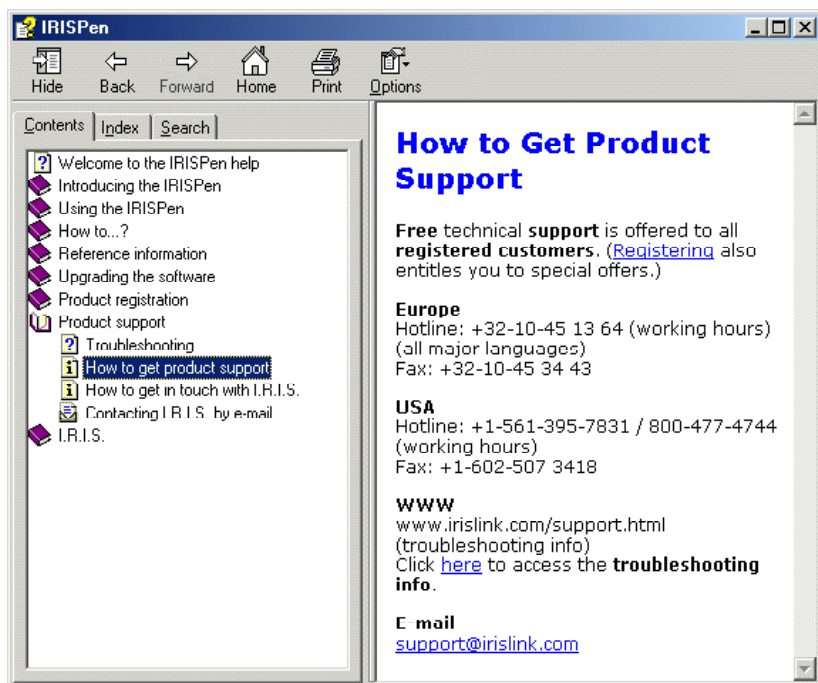 IRISPen
Hide Back Forward Home Print Options
Contents Index Search
Welcome to the IRISPen help
Introducing the IRISPen
Using the IRISPen
How to...?
Reference information
Upgrading the software
Product registration
Product support
Troubleshooting
How to get product support
How to get in touch with I.R.I.S.
Contacting I.R.I.S. by e-mail
I.R.I.S.
How to Get Product
Support
Free technical support is offered to all
registered customers. (Registering also
entitles you to special offers.)
Europe
Hotline: +32-10-45 13 64 (working hours)
(all major languages)
Fax: +32-10-45 34 43
USA
Hotline: +1-561-395-7831 / 800-477-4744
(working hours)
Fax: +1-602-507 3418
WWW
www.irislink.com/support.html
(troubleshooting info)
Click here to access the troubleshooting
info.
E-mail
support@irislink.com